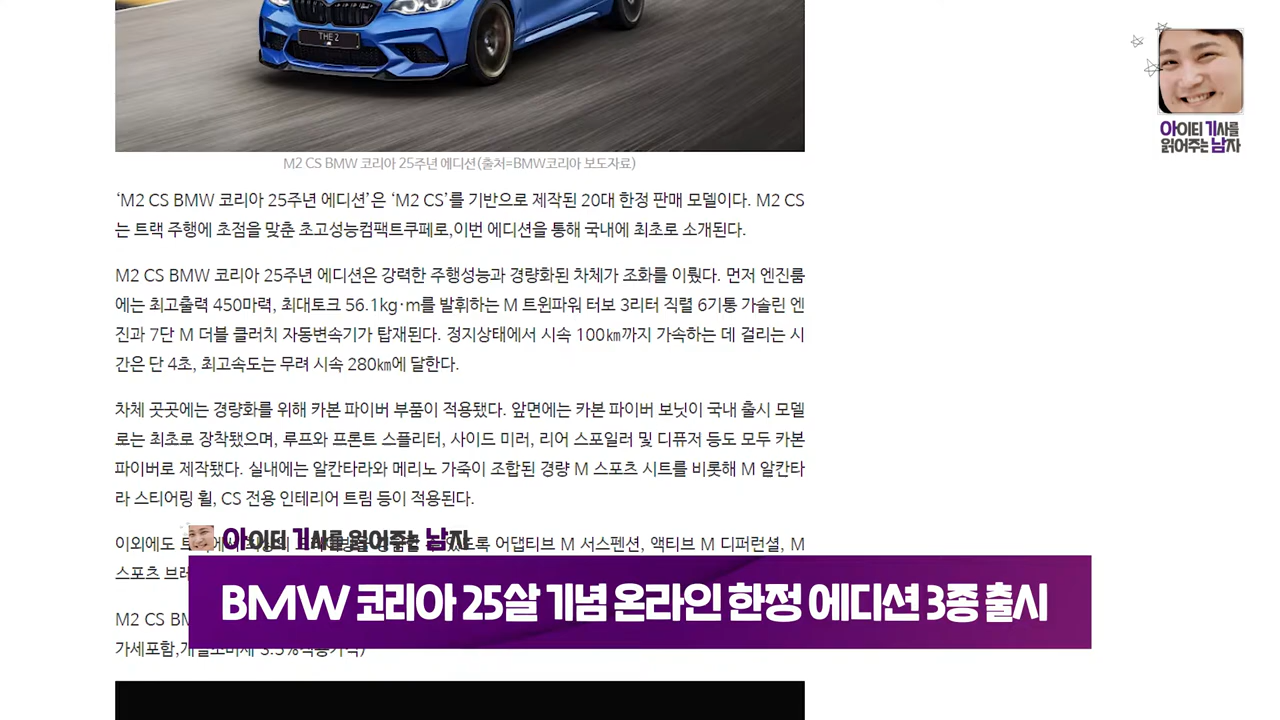 THE 2
아이티 기사를
읽어주는 남자
M2 CS BMW 코리아 25주년 에디션(출처=BMW코리아 보도자료)
‘M2 CS BMW 코리아 25주년 에디션’은 ‘M2 CS’를 기반으로 제작된 20대 한정 판매 모델이다. M2 CS
는 트랙 주행에 초점을 맞춘 초고성능컴팩트쿠페로,이번 에디션을 통해 국내에 최초로 소개된다.
M2 CS BMW 코리아 25주년 에디션은 강력한 주행성능과 경량화된 차체가 조화를 이뤘다. 먼저 엔진룸
에는 최고출력 450마력, 최대토크 56.1kg·m를 발휘하는 M 트윈파워 터보 3리터 직렬 6기통 가솔린 엔
진과 7단 M 더블 클러치 자동변속기가 탑재된다. 정지상태에서 시속 100㎞까지 가속하는 데 걸리는 시
간은 단 4초, 최고속도는 무려 시속 280㎞에 달한다.
차체 곳곳에는 경량화를 위해 카본 파이버 부품이 적용됐다. 앞면에는 카본 파이버 보닛이 국내 출시 모델
로는 최초로 장착됐으며, 루프와 프론트 스플리터, 사이드 미러, 리어 스포일러 및 디퓨저 등도 모두 카본
파이버로 제작됐다. 실내에는 알칸타라와 메리노 가죽이 조합된 경량 M 스포츠 시트를 비롯해 M 알칸타
라 스티어링 휠, CS 전용 인테리어 트림 등이 적용된다.
이외에도 어댑티브 M 서스펜션, 액티브 M 디퍼런셜, M
아이티 기사를 읽어주는 남자
스포츠
BMW 코리아 25살 기념 온라인 한정 에디션 3종 출시
M2 CS
가세포함,